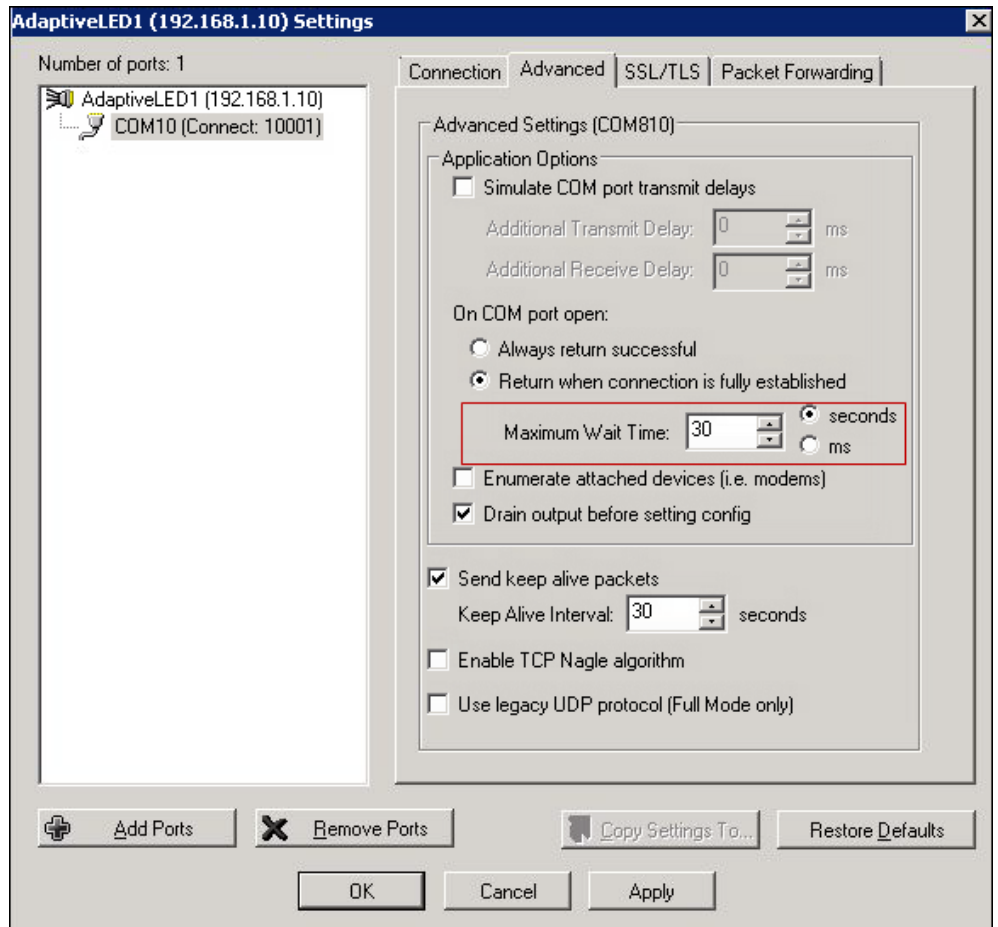 AdaptiveLED1 (192.168.1.10) Settings
Number of ports: 1
AdaptiveLED1 (192.168.1.10)
COM10 (Connect: 10001)
Connection Advanced SSL/TLS Packet Forwarding
Advanced Settings (COM810)
Application Options
Simulate COM port transmit delays
Additional Transmit Delay: 0 ms
Additional Receive Delay: 0 ms
On COM port open:
Always return successful
Return when connection is fully established
Maximum Wait Time: 30 seconds
ms
Enumerate attached devices (i.e. modems)
Drain output before setting config
Send keep alive packets
Keep Alive Interval: 30 seconds
Enable TCP Nagle algorithm
Use legacy UDP protocol (Full Mode only)
Add Ports Remove Ports Copy Settings To... Restore Defaults
OK Cancel Apply